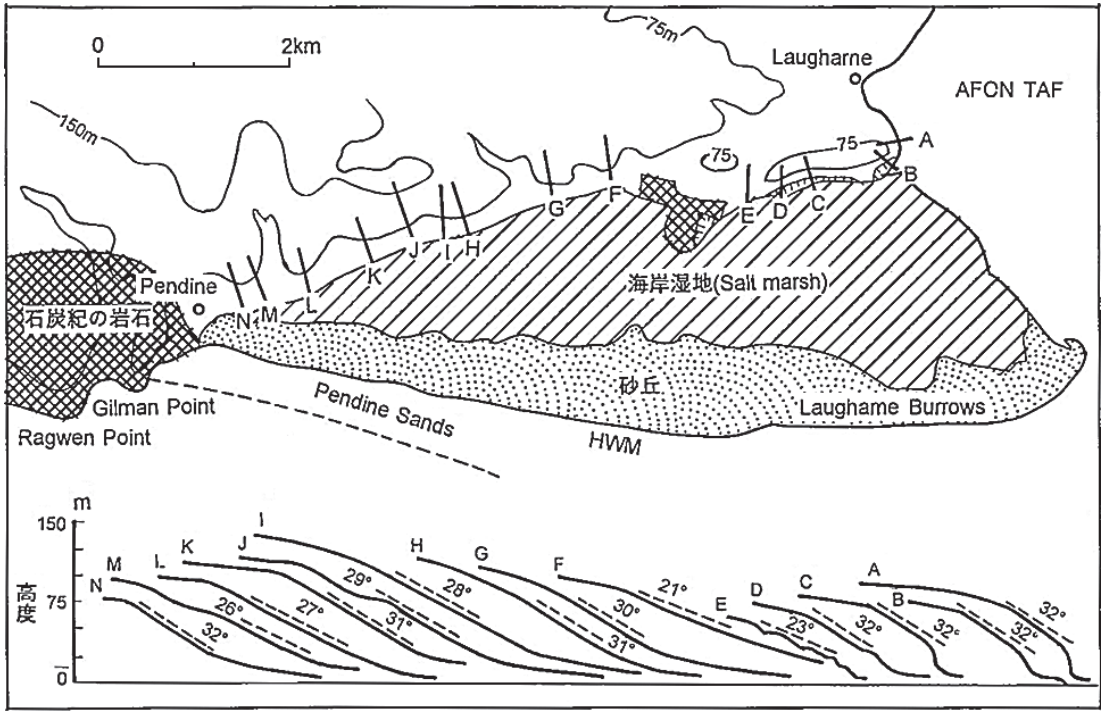 0 2km
75m
Laugharne
AFON TAF
150m
75
75
A
B
C
D
E
F
G
H
I
J
K
L
M
N
Pendine
石炭紀の岩石
海岸湿地(Salt marsh)
砂丘
Gilman Point
Ragwen Point
Pendine Sands
HWM
Laughame Burrows
m
150
75
0
高度
N
M
L
K
J
I
H
G
F
E
D
C
B
A
32°
26°
27°
31°
29°
28°
31°
30°
21°
23°
32°
32°
32°
32°